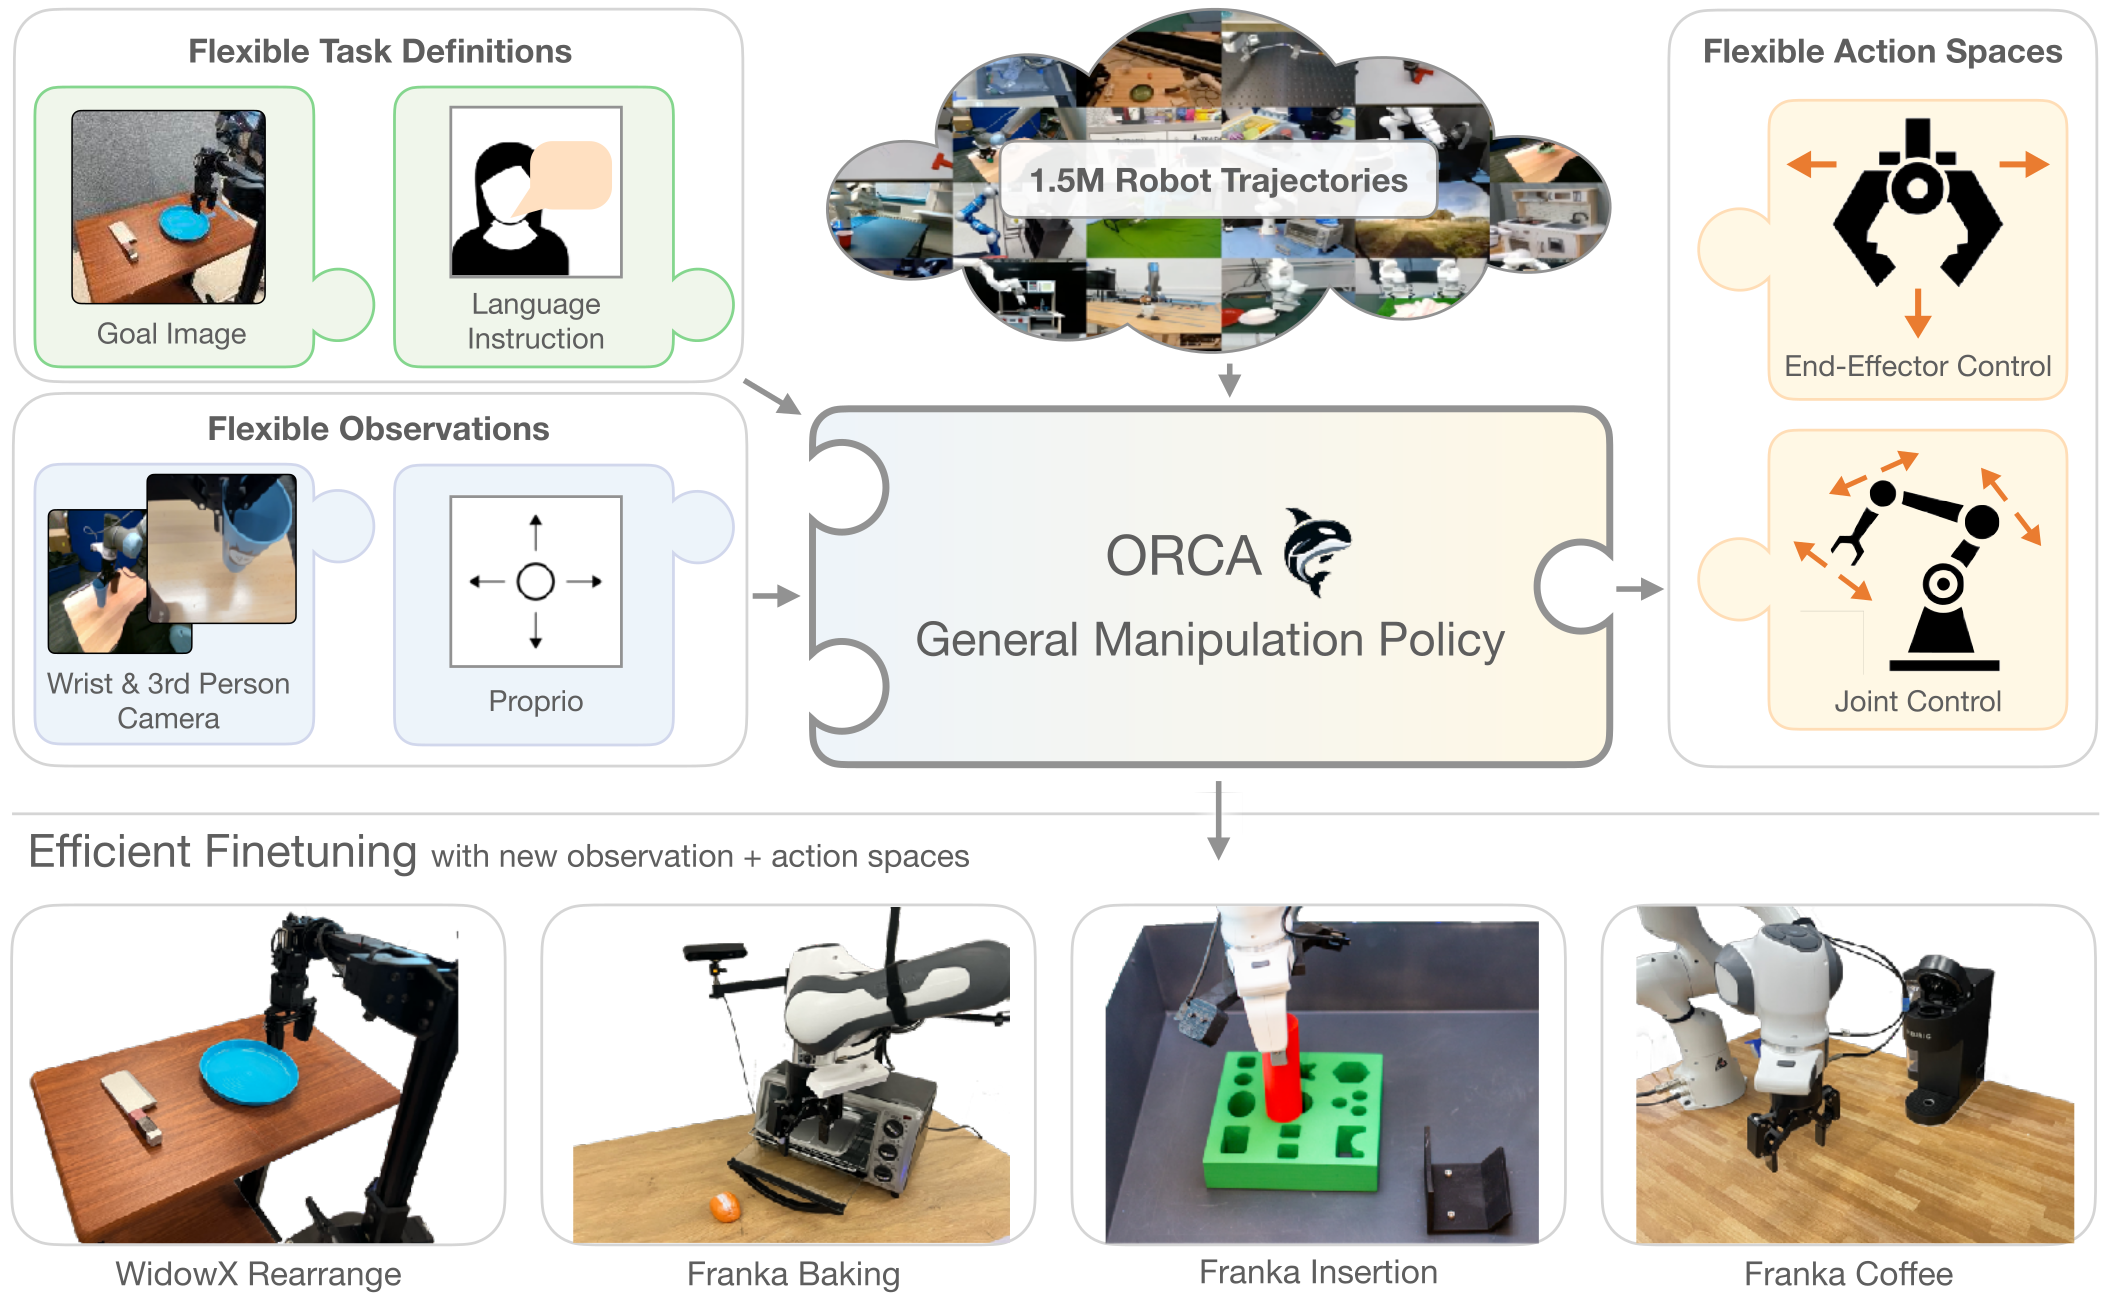 Flexible Task Definitions
Goal Image
Language
Instruction
1.5M Robot Trajectories
Flexible Action Spaces
End-Effector Control
Joint Control
Flexible Observations
Wrist & 3rd Person
Camera
Proprio
ORCA
General Manipulation Policy
Efficient Finetuning with new observation + action spaces
WidowX Rearrange
Franka Baking
Franka Insertion
Franka Coffee